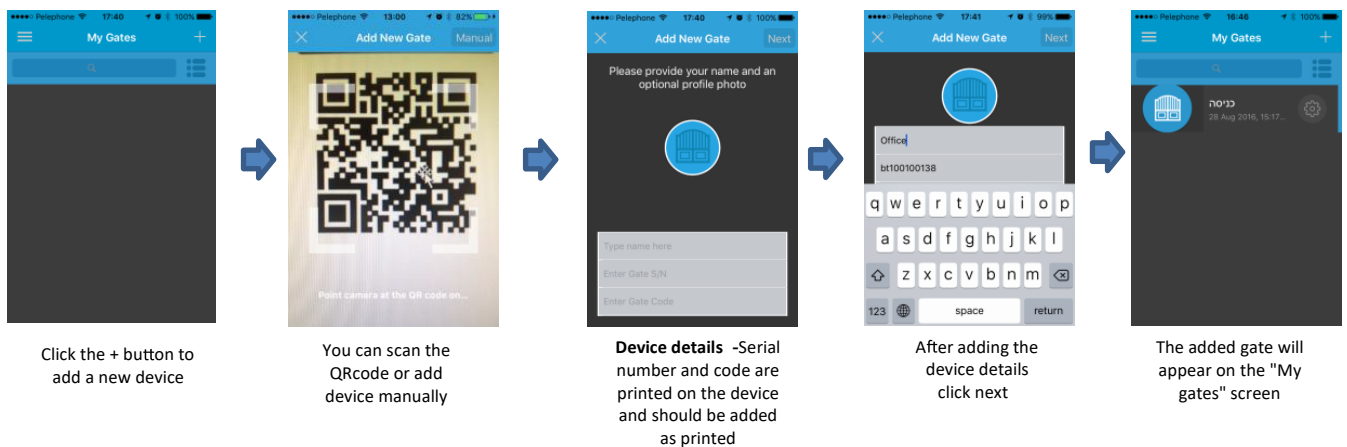 Pelephone 17:40 100%
My Gates +
Pelephone 13:00 82%
Add New Gate Manual
Point camera at the QR code on...
Pelephone 17:40 100%
Add New Gate Next
Please provide your name and an
optional profile photo
Type name here
Enter Gate S/N
Enter Gate Code
Pelephone 17:41 99%
Add New Gate Next
Office
bt100100138
q w e r t y u i o p
a s d f g h j k l
z x c v b n m
123 space return
Pelephone 16:46 100%
My Gates +
כניסה
28 Aug 2016, 15:17...
Click the + button to
add a new device
You can scan the
QRcode or add
device manually
Device details -Serial
number and code are
printed on the device
and should be added
as printed
After adding the
device details
click next
The added gate will
appear on the "My
gates" screen